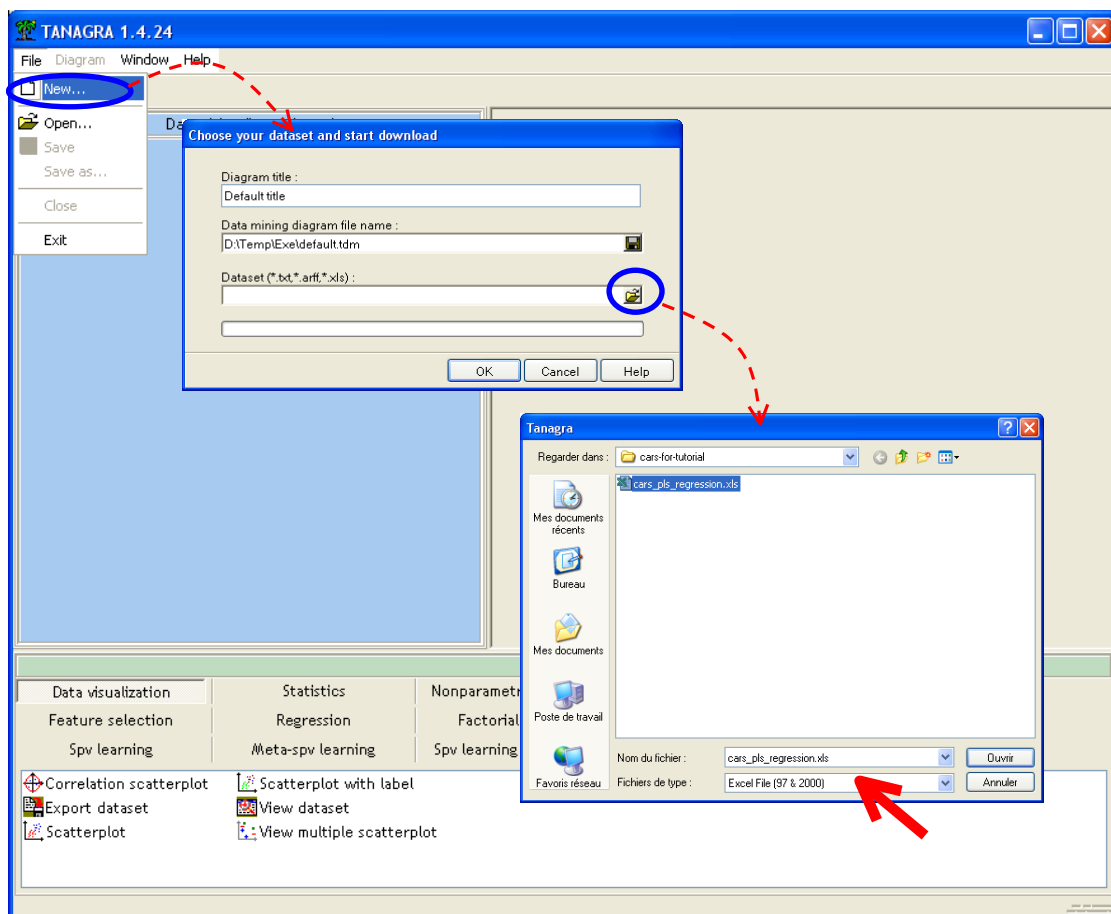 TANAGRA 1.4.24
File Diagram Window Help
New...
Open...
Save
Save as...
Close
Exit
Choose your dataset and start download
Diagram title :
Default title
Data mining diagram file name :
D:\Temp\Exe\default.tdm
Dataset (*.txt,*.arff,*.xls) :
OK Cancel Help
Tanagra
Regarder dans : cars-for-tutorial
cars_pls_regression.xls
Mes documents
récents
Bureau
Mes documents
Poste de travail
Favoris réseau
Nom du fichier : cars_pls_regression.xls Ouvrir
Fichiers de type : Excel File (97 & 2000) Annuler
Data visualization Statistics
Feature selection Regression Factorial
Spv learning Meta-spv learning Spv learning
Correlation scatterplot Scatterplot with label
Export dataset View dataset
Scatterplot View multiple scatterplot